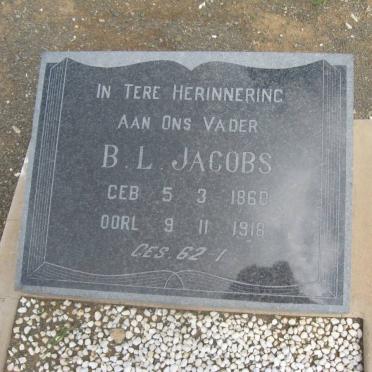 IN TERE HERINNERING
AAN ONS VADER
B. L. JACOBS
GEB 5 3 1860
OORL 9 11 1918
GES. 62-1